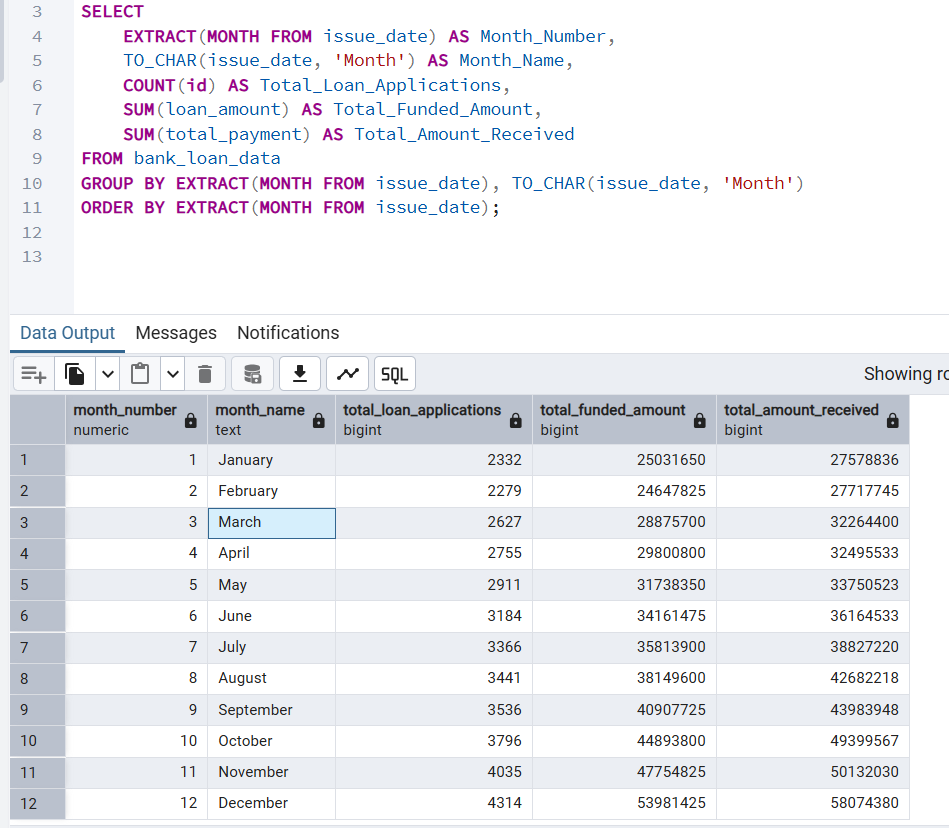 3 SELECT
4 EXTRACT(MONTH FROM issue_date) AS Month_Number,
5 TO_CHAR(issue_date, 'Month') AS Month_Name,
6 COUNT(id) AS Total_Loan_Applications,
7 SUM(loan_amount) AS Total_Funded_Amount,
8 SUM(total_payment) AS Total_Amount_Received
9 FROM bank_loan_data
10 GROUP BY EXTRACT(MONTH FROM issue_date), TO_CHAR(issue_date, 'Month')
11 ORDER BY EXTRACT(MONTH FROM issue_date);
12
13
Data Output Messages Notifications
SQL Showing ro
month_number month_name total_loan_applications total_funded_amount total_amount_received
numeric text bigint bigint bigint
1 1 January 2332 25031650 27578836
2 2 February 2279 24647825 27717745
3 3 March 2627 28875700 32264400
4 4 April 2755 29800800 32495533
5 5 May 2911 31738350 33750523
6 6 June 3184 34161475 36164533
7 7 July 3366 35813900 38827220
8 8 August 3441 38149600 42682218
9 9 September 3536 40907725 43983948
10 10 October 3796 44893800 49399567
11 11 November 4035 47754825 50132030
12 12 December 4314 53981425 58074380